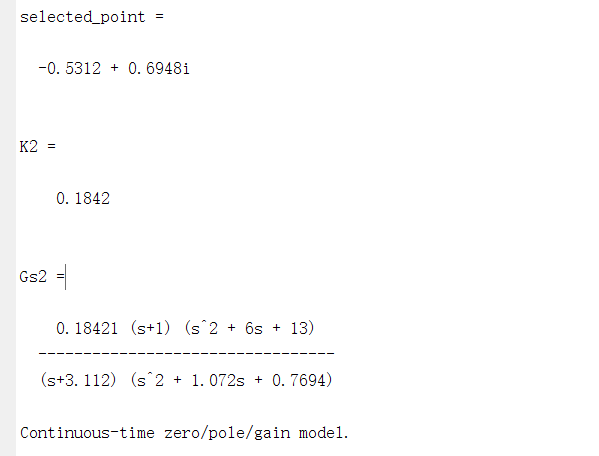 selected_point =
-0.5312 + 0.6948i
K2 =
0.1842
Gs2 =
0.18421 (s+1) (s^2 + 6s + 13)
---------------------------------
(s+3.112) (s^2 + 1.072s + 0.7694)
Continuous-time zero/pole/gain model.